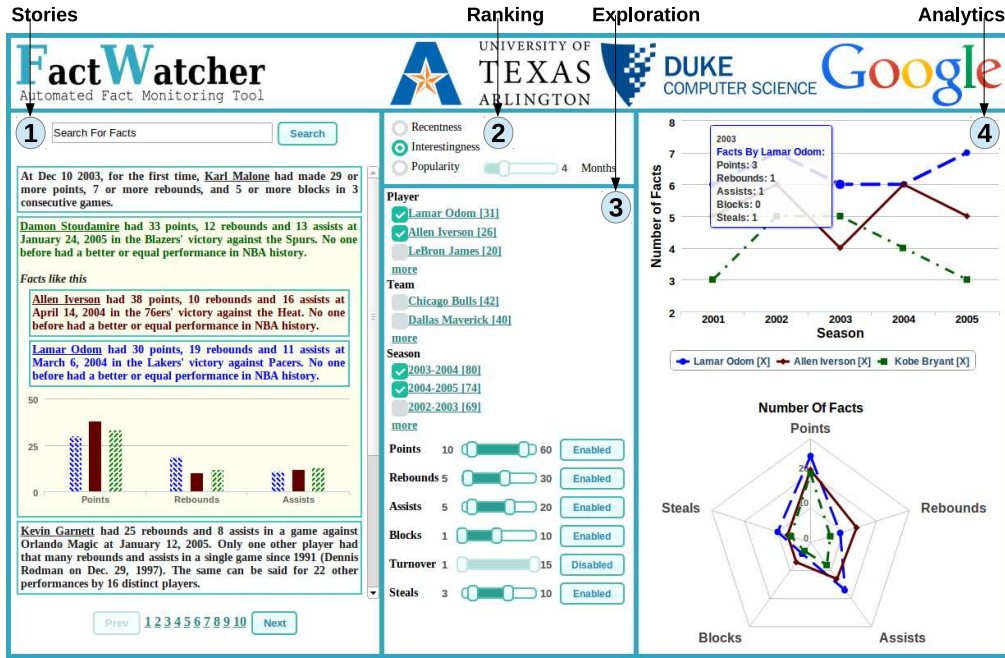 Stories
Ranking
Exploration
Analytics
FactWatcher
Automated Fact Monitoring Tool
UNIVERSITY OF
TEXAS
ARLINGTON
DUKE
COMPUTER SCIENCE
Google
1
Search For Facts
Search
At Dec 10 2003, for the first time, Karl Malone had made 29 or
more points, 7 or more rebounds, and 5 or more blocks in 3
consecutive games.
Damon Stoudamire had 33 points, 12 rebounds and 13 assists at
January 24, 2005 in the Blazers' victory against the Spurs. No one
before had a better or equal performance in NBA history.
Facts like this
Allen Iverson had 38 points, 10 rebounds and 16 assists at
April 14, 2004 in the 76ers' victory against the Heat. No one
before had a better or equal performance in NBA history.
Lamar Odom had 30 points, 19 rebounds and 11 assists at
March 6, 2004 in the Lakers' victory against Pacers. No one
before had a better or equal performance in NBA history.
50
25
0
Points
Rebounds
Assists
Kevin Garnett had 25 rebounds and 8 assists in a game against
Orlando Magic at January 12, 2005. Only one other player had
that many rebounds and assists in a single game since 1991 (Dennis
Rodman on Dec. 29, 1997). The same can be said for 22 other
performances by 16 distinct players.
Prev 1 2 3 4 5 6 7 8 9 10 Next
2
Recentness
Interestingness
Popularity 4 Months
3
Player
Lamar Odom [31]
Allen Iverson [26]
LeBron James [20]
more
Team
Chicago Bulls [42]
Dallas Maverick [40]
more
Season
2003-2004 [80]
2004-2005 [74]
2002-2003 [69]
more
Points 10 60 Enabled
Rebounds 5 30 Enabled
Assists 5 20 Enabled
Blocks 1 10 Enabled
Turnover 1 15 Disabled
Steals 3 10 Enabled
4
Number of Facts
8
7
6
5
4
3
2
2003
Facts By Lamar Odom:
Points: 3
Rebounds: 1
Assists: 1
Blocks: 0
Steals: 1
2001 2002 2003 2004 2005
Season
Lamar Odom [X] Allen Iverson [X] Kobe Bryant [X]
Number Of Facts
Points
Steals
Rebounds
20
10
0
Blocks
Assists